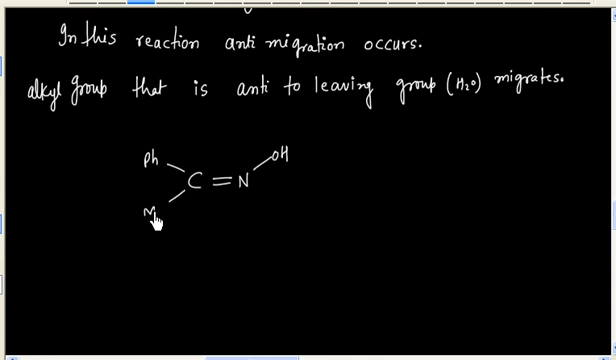 In this reaction anti migration occurs.
alkyl group that is anti to leaving group (H₂O) migrates.
Ph
OH
C = N